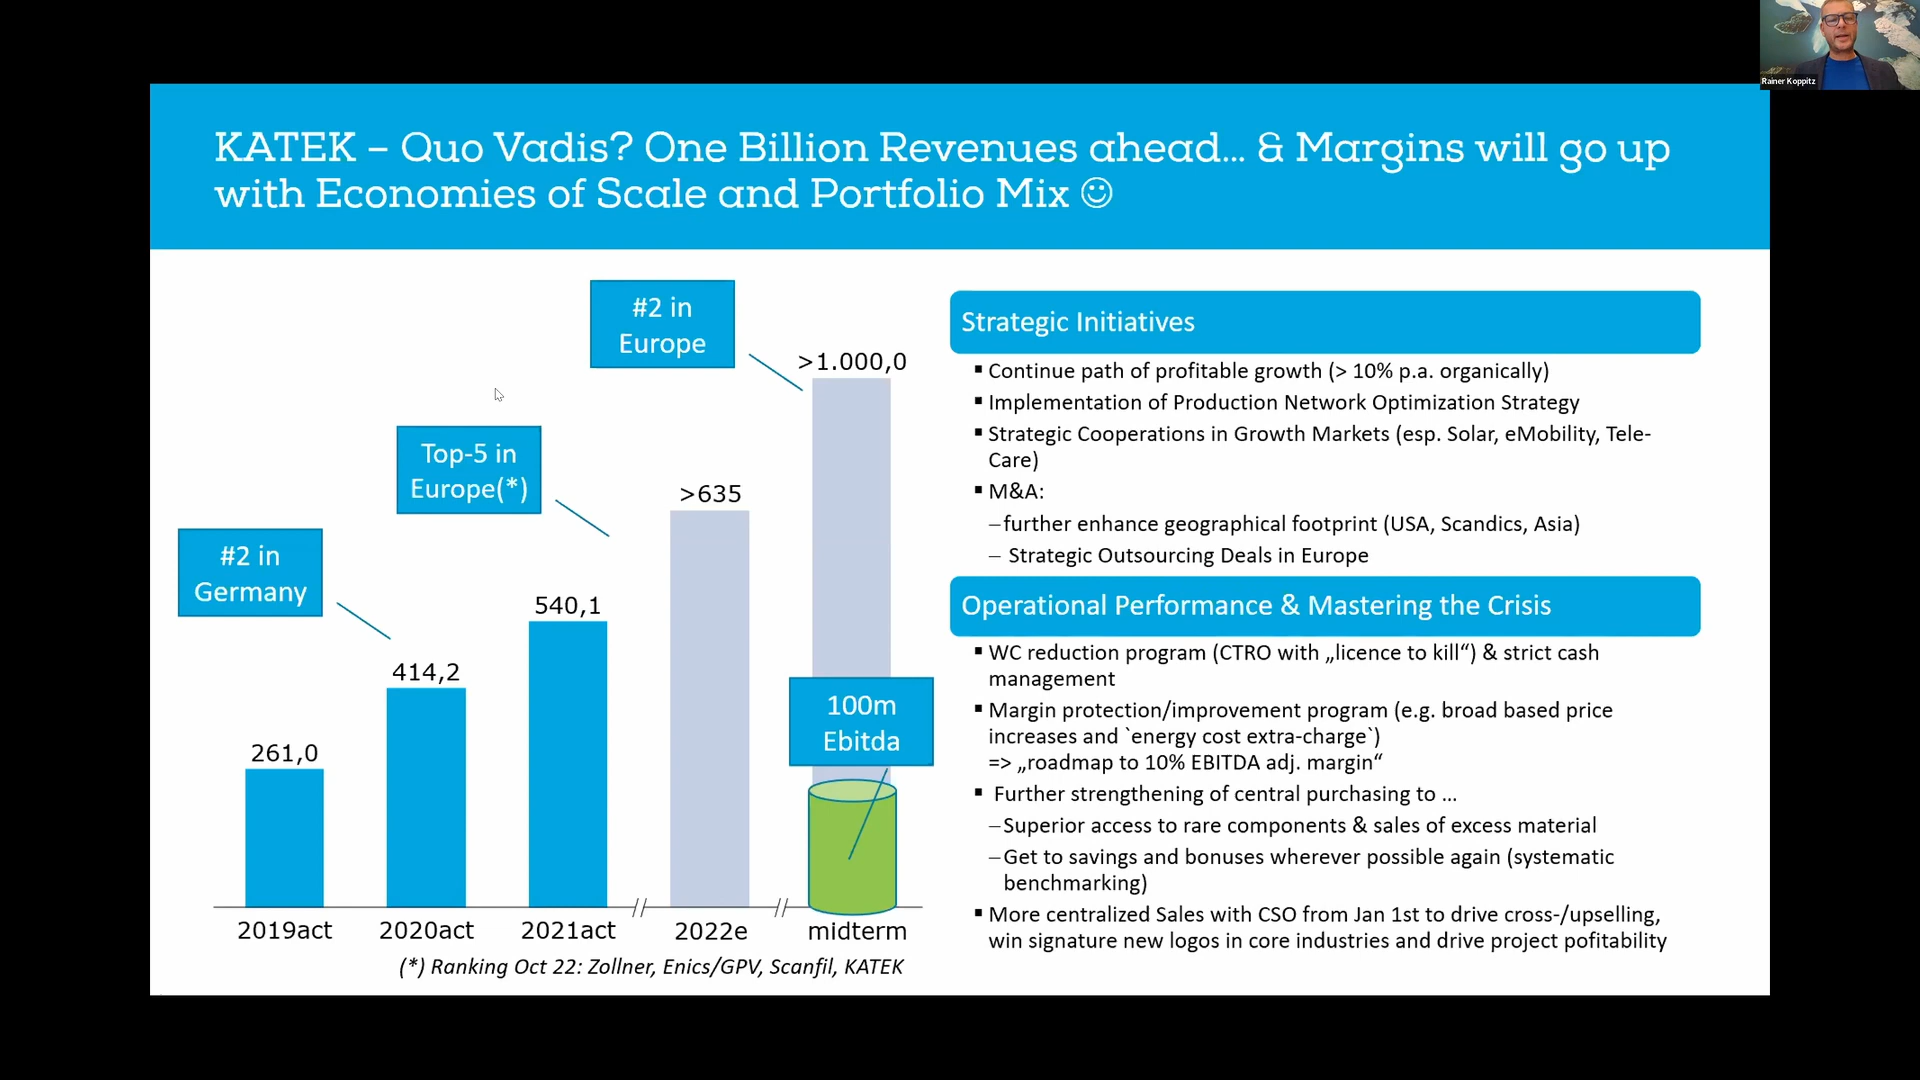 Rainer Koppitz
KATEK – Quo Vadis? One Billion Revenues ahead... & Margins will go up
with Economies of Scale and Portfolio Mix ☺
#2 in
Europe
>1.000,0
Top-5 in
Europe(*)
>635
#2 in
Germany
540,1
414,2
261,0
100m
Ebitda
2019act
2020act
2021act
2022e
midterm
(*) Ranking Oct 22: Zollner, Enics/GPV, Scanfil, KATEK
Strategic Initiatives
▪ Continue path of profitable growth (> 10% p.a. organically)
▪ Implementation of Production Network Optimization Strategy
▪ Strategic Cooperations in Growth Markets (esp. Solar, eMobility, Tele-
Care)
▪ M&A:
–further enhance geographical footprint (USA, Scandics, Asia)
– Strategic Outsourcing Deals in Europe
Operational Performance & Mastering the Crisis
▪ WC reduction program (CTRO with „licence to kill“) & strict cash
management
▪ Margin protection/improvement program (e.g. broad based price
increases and `energy cost extra-charge`)
=> „roadmap to 10% EBITDA adj. margin“
▪ Further strengthening of central purchasing to …
–Superior access to rare components & sales of excess material
–Get to savings and bonuses wherever possible again (systematic
benchmarking)
▪ More centralized Sales with CSO from Jan 1st to drive cross-/upselling,
win signature new logos in core industries and drive project pofitability